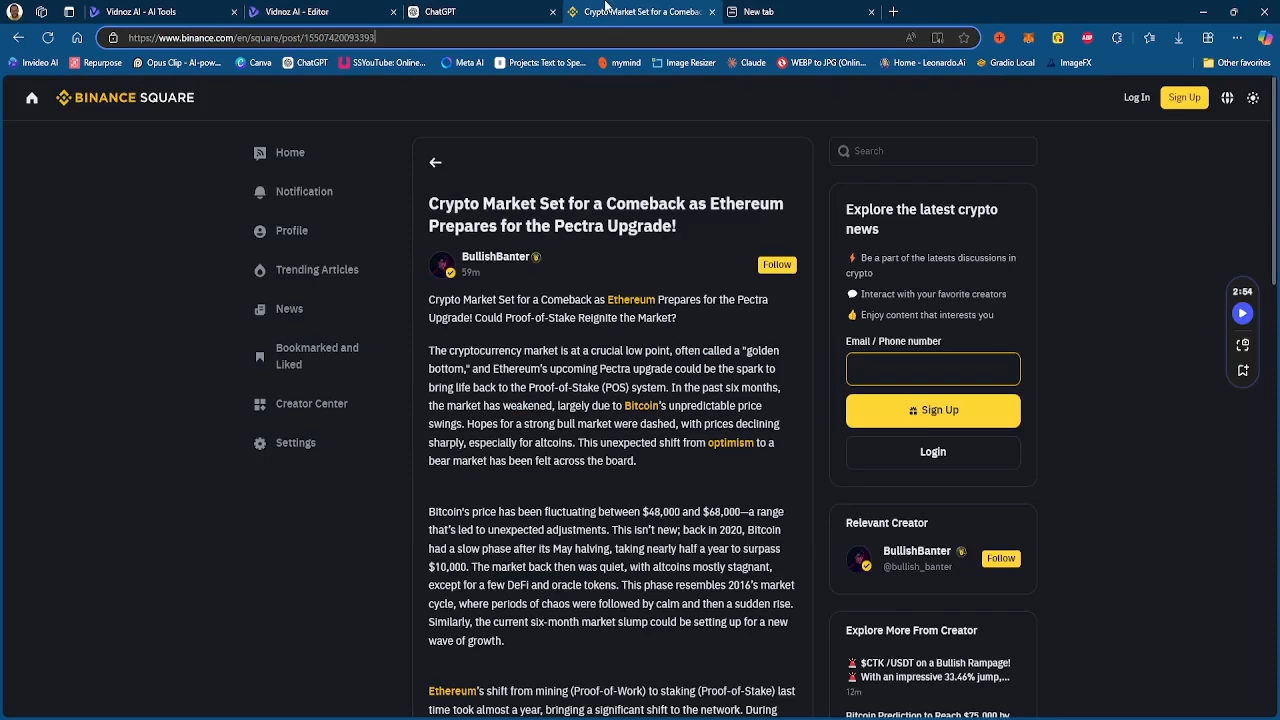 Vidnoz AI - AI Tools
Vidnoz AI - Editor
ChatGPT
Crypto Market Set for a Comeba
New tab
https://www.binance.com/en/square/post/15507420093393
Invideo AI
Repurpose
Opus Clip - AI-pow...
Canva
ChatGPT
SSYouTube: Online...
Meta AI
Projects: Text to Spe...
mymind
Image Resizer
Claude
WEBP to JPG (Onlin...
Home - Leonardo.Ai
Gradio Local
ImageFX
Other favorites
BINANCE SQUARE
Log In
Sign Up
Home
Notification
Profile
Trending Articles
News
Bookmarked and
Liked
Creator Center
Settings
Crypto Market Set for a Comeback as Ethereum
Prepares for the Pectra Upgrade!
BullishBanter
59m
Follow
Crypto Market Set for a Comeback as Ethereum Prepares for the Pectra
Upgrade! Could Proof-of-Stake Reignite the Market?
The cryptocurrency market is at a crucial low point, often called a "golden
bottom," and Ethereum's upcoming Pectra upgrade could be the spark to
bring life back to the Proof-of-Stake (POS) system. In the past six months,
the market has weakened, largely due to Bitcoin's unpredictable price
swings. Hopes for a strong bull market were dashed, with prices declining
sharply, especially for altcoins. This unexpected shift from optimism to a
bear market has been felt across the board.
Bitcoin's price has been fluctuating between $48,000 and $68,000—a range
that's led to unexpected adjustments. This isn't new; back in 2020, Bitcoin
had a slow phase after its May halving, taking nearly half a year to surpass
$10,000. The market back then was quiet, with altcoins mostly stagnant,
except for a few DeFi and oracle tokens. This phase resembles 2016's market
cycle, where periods of chaos were followed by calm and then a sudden rise.
Similarly, the current six-month market slump could be setting up for a new
wave of growth.
Ethereum's shift from mining (Proof-of-Work) to staking (Proof-of-Stake) last
time took almost a year, bringing a significant shift to the network. During
Search
Explore the latest crypto
news
Be a part of the latests discussions in
crypto
Interact with your favorite creators
Enjoy content that interests you
Email / Phone number
Sign Up
Login
Relevant Creator
BullishBanter
@bullish_banter
Follow
Explore More From Creator
$CTK /USDT on a Bullish Rampage!
With an impressive 33.46% jump,...
12m
Bitcoin Prediction to Reach $75,000 by
2:54